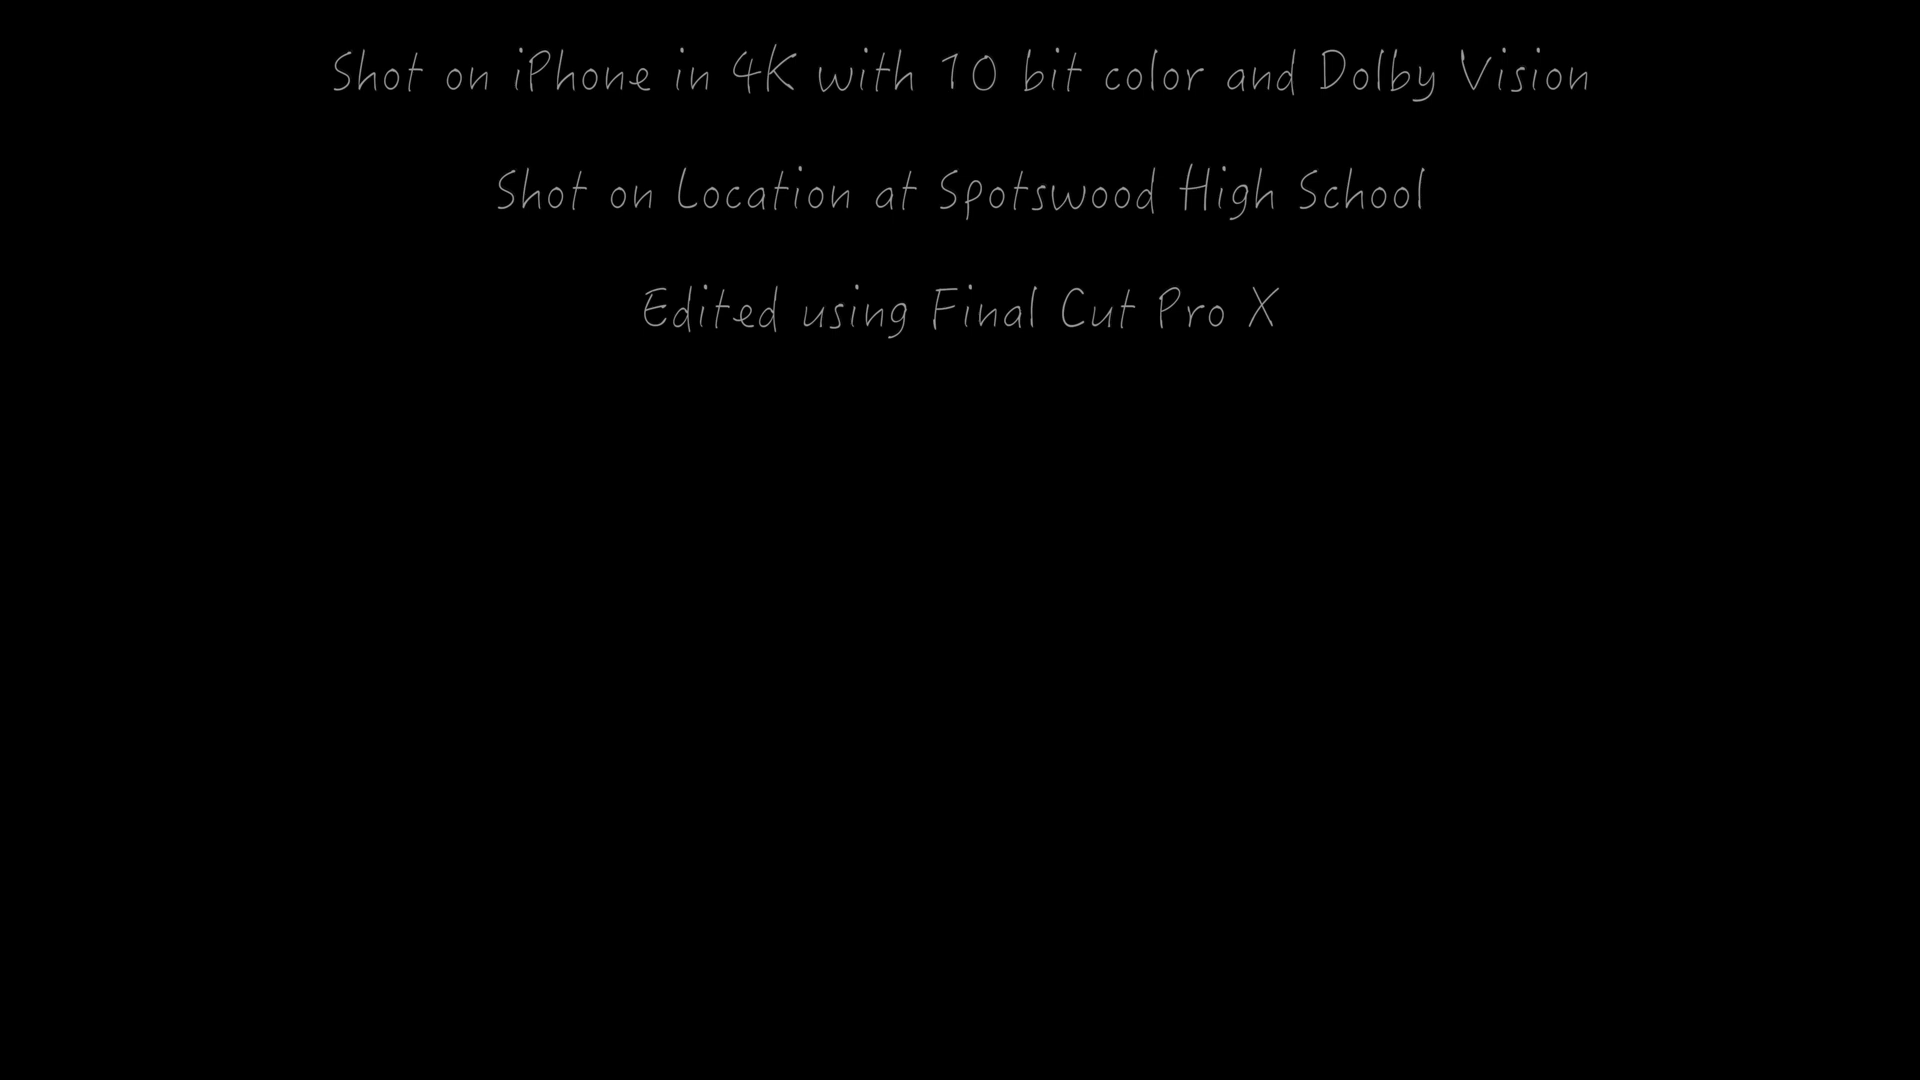 Shot on iPhone in 4K with 10 bit color and Dolby Vision
Shot on Location at Spotswood High School
Edited using Final Cut Pro X